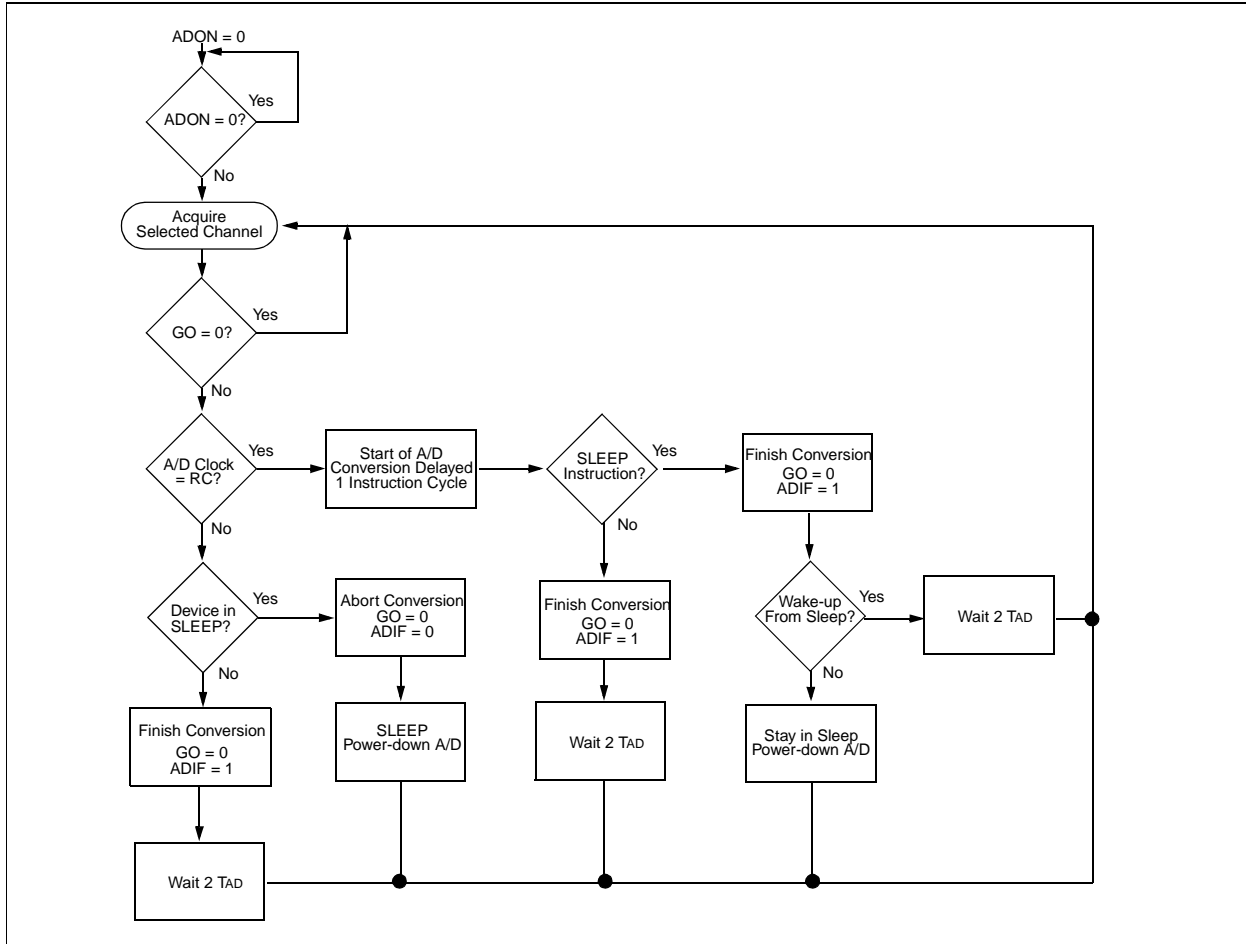 ADON = 0
Yes
ADON = 0?
No
Acquire
Selected Channel
Yes
GO = 0?
No
Yes
A/D Clock
= RC?
No
Start of A/D
Conversion Delayed
1 Instruction Cycle
SLEEP
Instruction?
Yes
No
Finish Conversion
GO = 0
ADIF = 1
Device in
SLEEP?
Yes
No
Abort Conversion
GO = 0
ADIF = 0
Finish Conversion
GO = 0
ADIF = 1
Wake-up
From Sleep?
Yes
No
Wait 2 TAD
Finish Conversion
GO = 0
ADIF = 1
SLEEP
Power-down A/D
Wait 2 TAD
Stay in Sleep
Power-down A/D
Wait 2 TAD